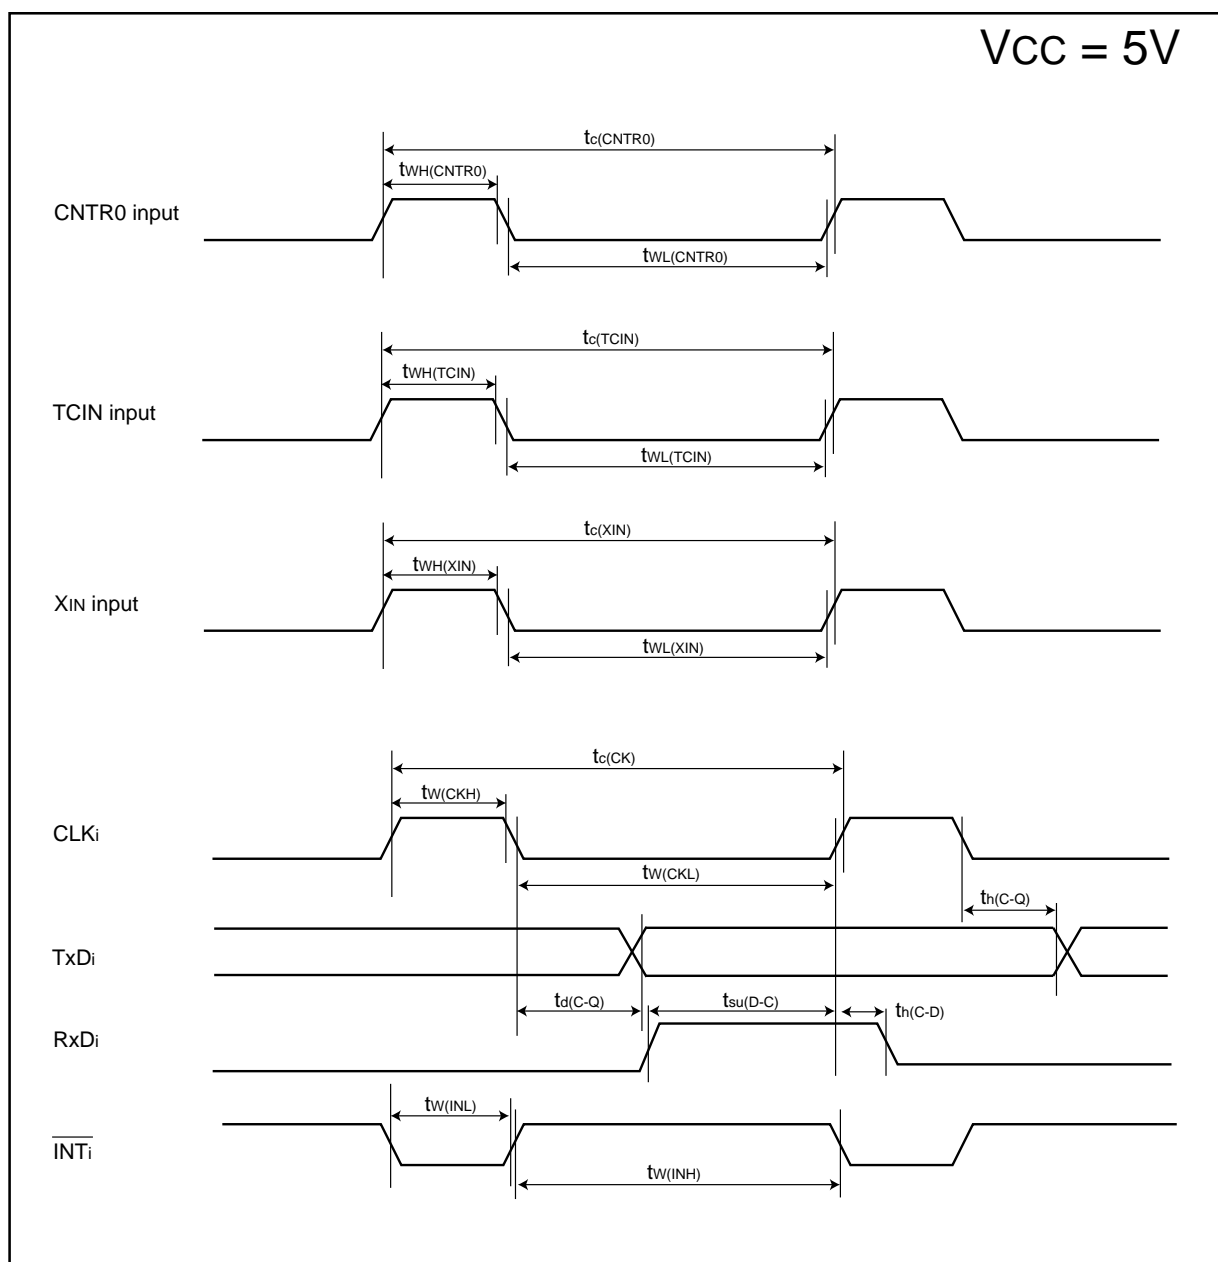 VCC = 5V
tc(CNTR0)
tWH(CNTR0)
CNTR0 input
tWL(CNTR0)
tc(TCIN)
tWH(TCIN)
TCIN input
tWL(TCIN)
tc(XIN)
tWH(XIN)
XIN input
tWL(XIN)
tc(CK)
tW(CKH)
CLKi
tW(CKL)
th(C-Q)
TxDi
td(C-Q)
tsu(D-C)
th(C-D)
RxDi
tW(INL)
INTi
tW(INH)